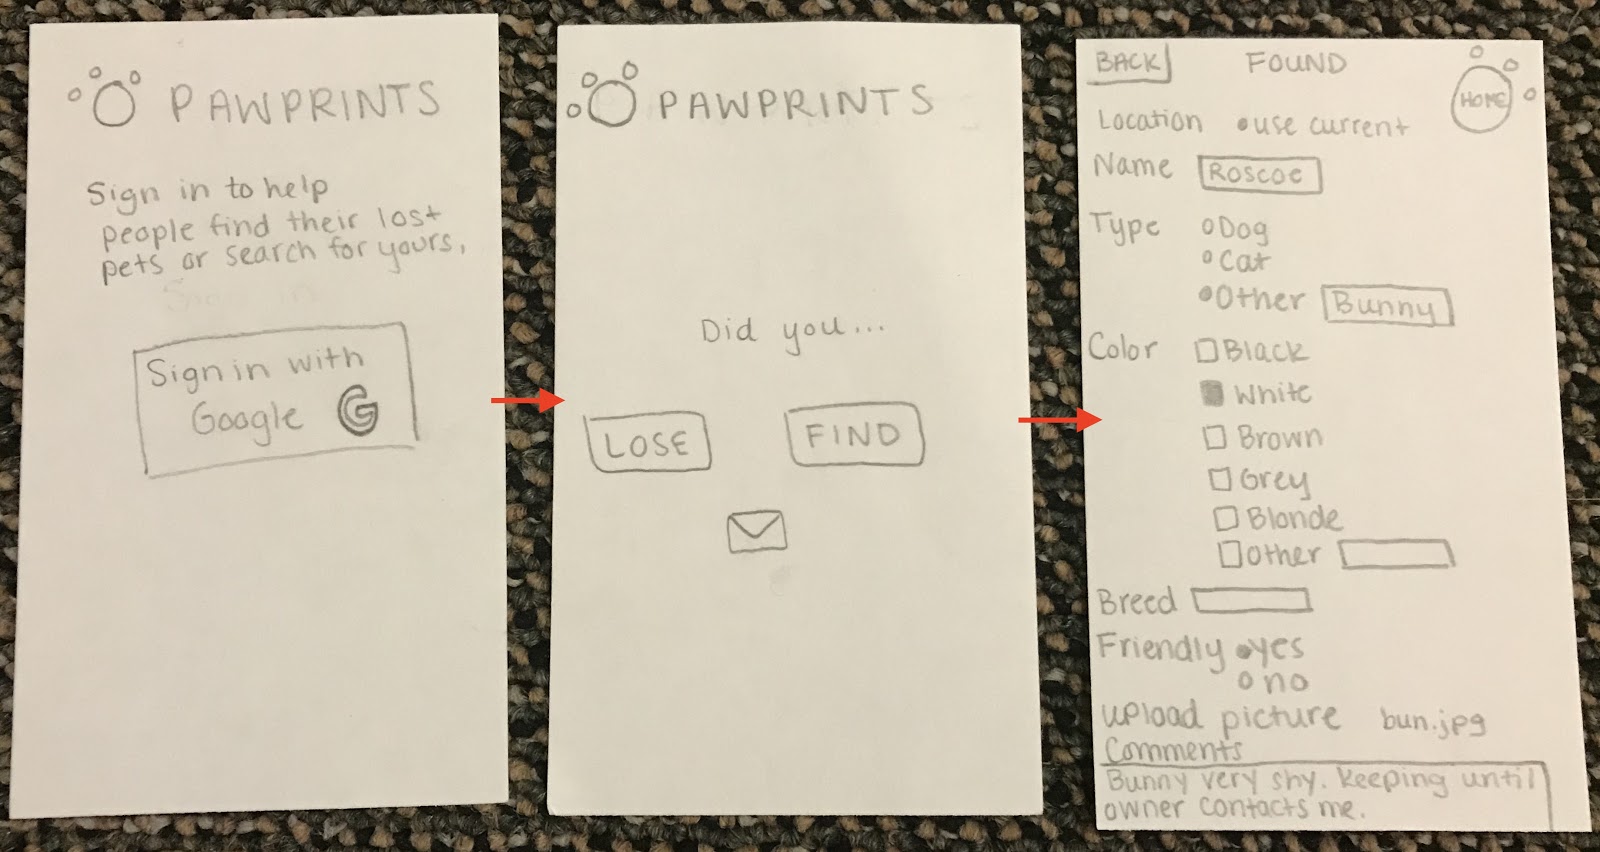 PAWPRINTS
Sign in to help
people find their lost
pets or search for yours.
Sign in with
Google G
PAWPRINTS
Did you...
LOSE
FIND
BACK
FOUND
HOME
Location use current
Name Roscoe
Type Dog
Cat
Other Bunny
Color Black
White
Brown
Grey
Blonde
Other
Breed
Friendly yes
no
upload picture bun.jpg
Comments
Bunny very shy. Keeping until
owner contacts me.